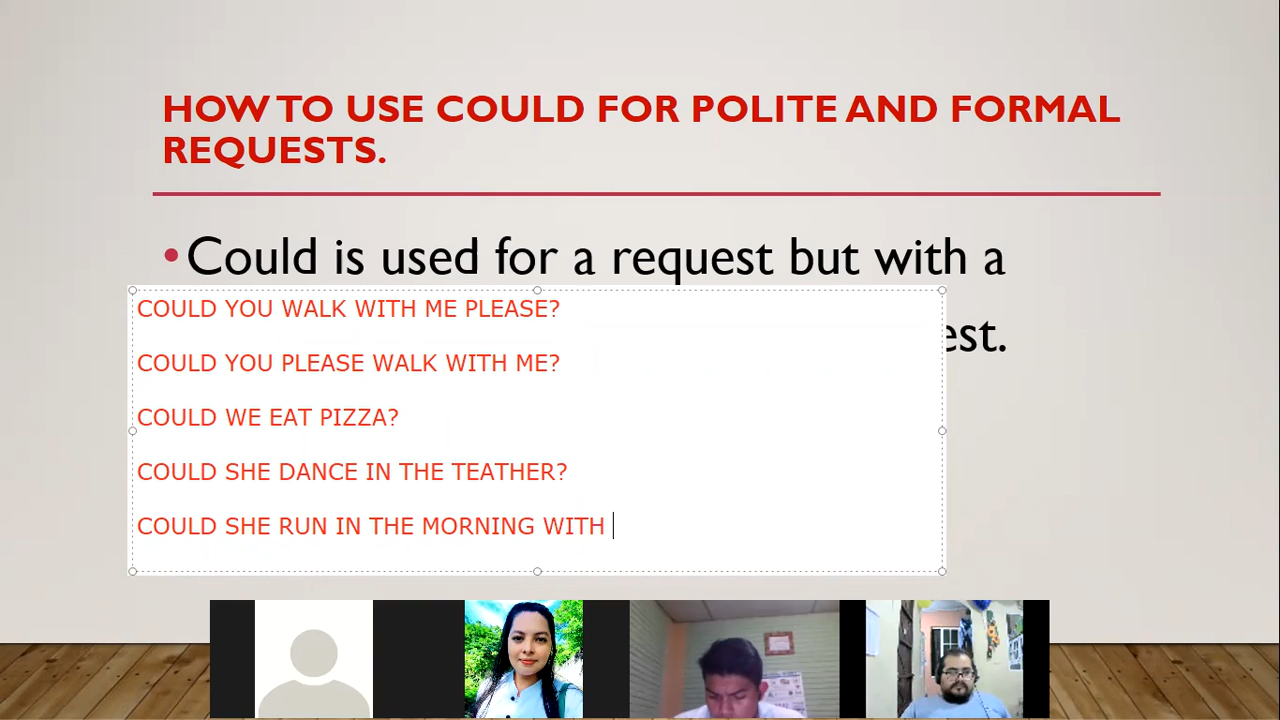 HOW TO USE COULD FOR POLITE AND FORMAL
REQUESTS.
•Could is used for a request but with a
est.
COULD YOU WALK WITH ME PLEASE?
COULD YOU PLEASE WALK WITH ME?
COULD WE EAT PIZZA?
COULD SHE DANCE IN THE TEATHER?
COULD SHE RUN IN THE MORNING WITH